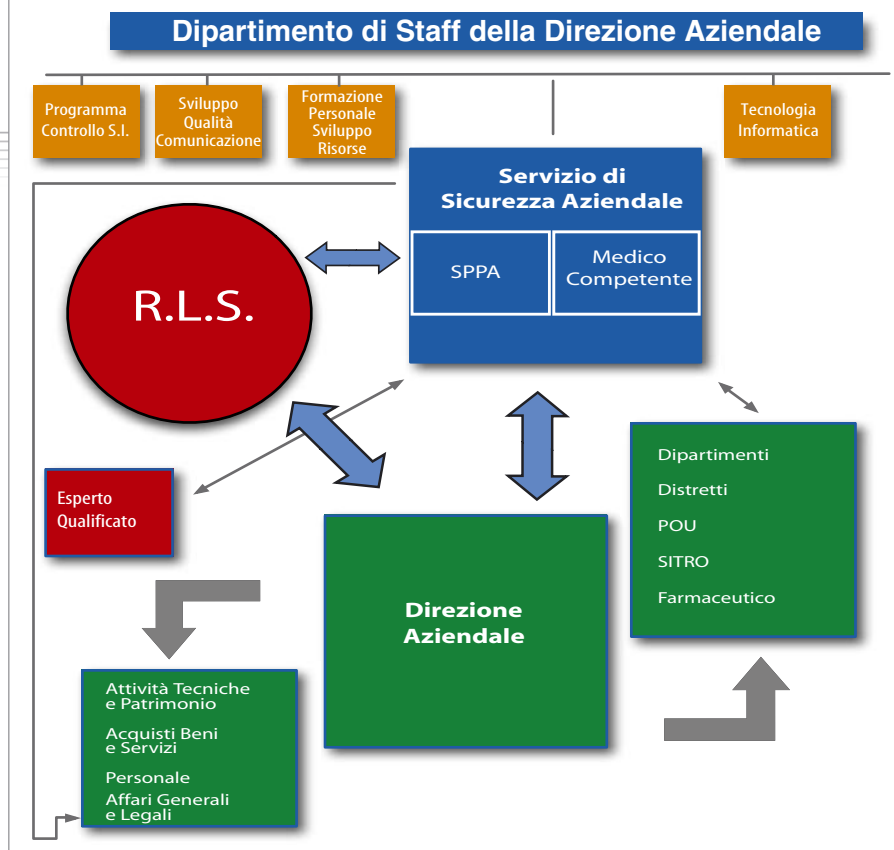 Dipartimento di Staff della Direzione Aziendale
Programma
Controllo S.I.
Sviluppo
Qualità
Comunicazione
Formazione
Personale
Sviluppo
Risorse
Tecnologia
Informatica
Servizio di
Sicurezza Aziendale
SPPA
Medico
Competente
R.L.S.
Esperto
Qualificato
Dipartimenti
Distretti
POU
SITRO
Farmaceutico
Direzione
Aziendale
Attività Tecniche
e Patrimonio
Acquisti Beni
e Servizi
Personale
Affari Generali
e Legali